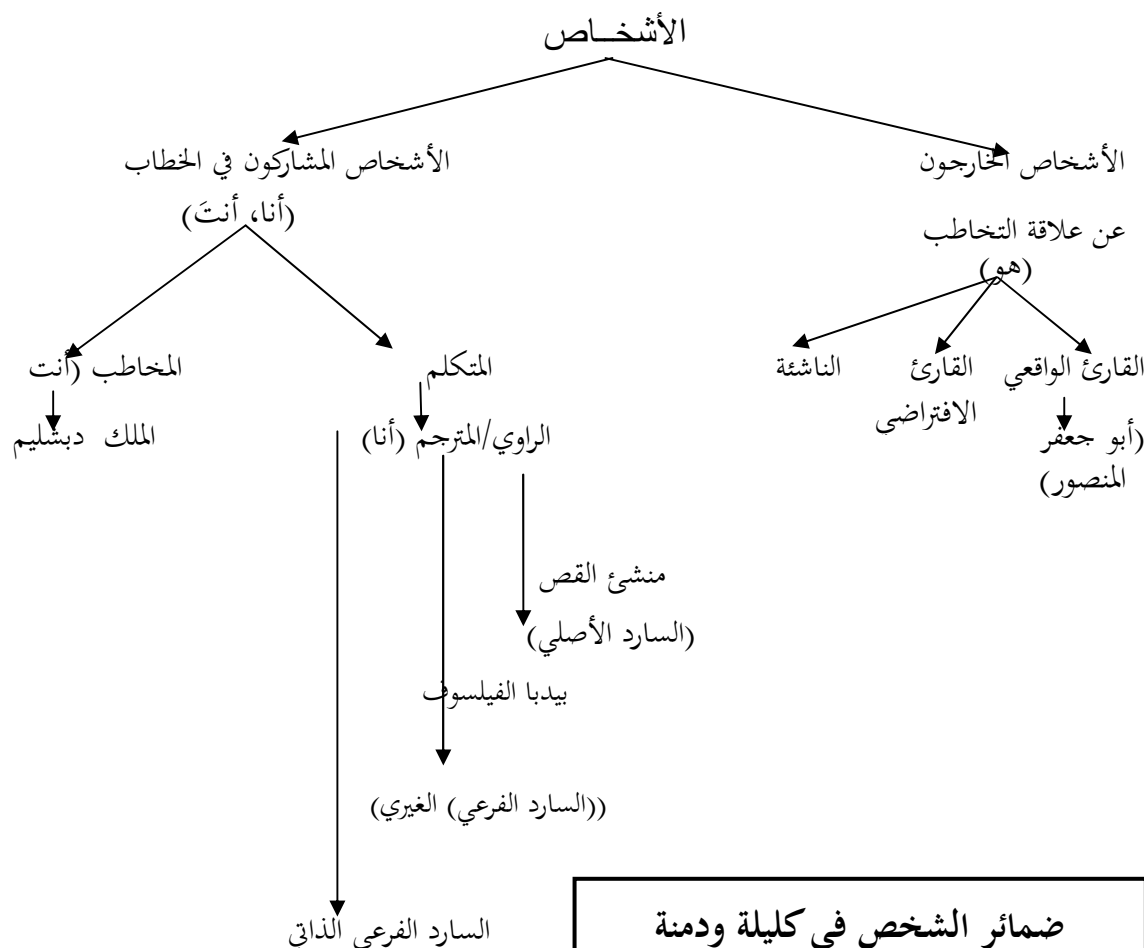 الأشخــاص
الأشخاص الخارجون
عن علاقة التخاطب
(هو)
الأشخاص المشاركون في الخطاب
(أنا، أنتَ)
القارئ الواقعي
(أبو جعفر
المنصور)
القارئ
الافتراضي
الناشئة
المتكلم
الراوي/المترجم (أنا)
المخاطب (أنت
الملك دبشليم
منشئ القص
(السارد الأصلي)
بيدبا الفيلسوف
((السارد الفرعي) الغيري)
السارد الفرعي الذاتي
ضمائر الشخص في كليلة ودمنة